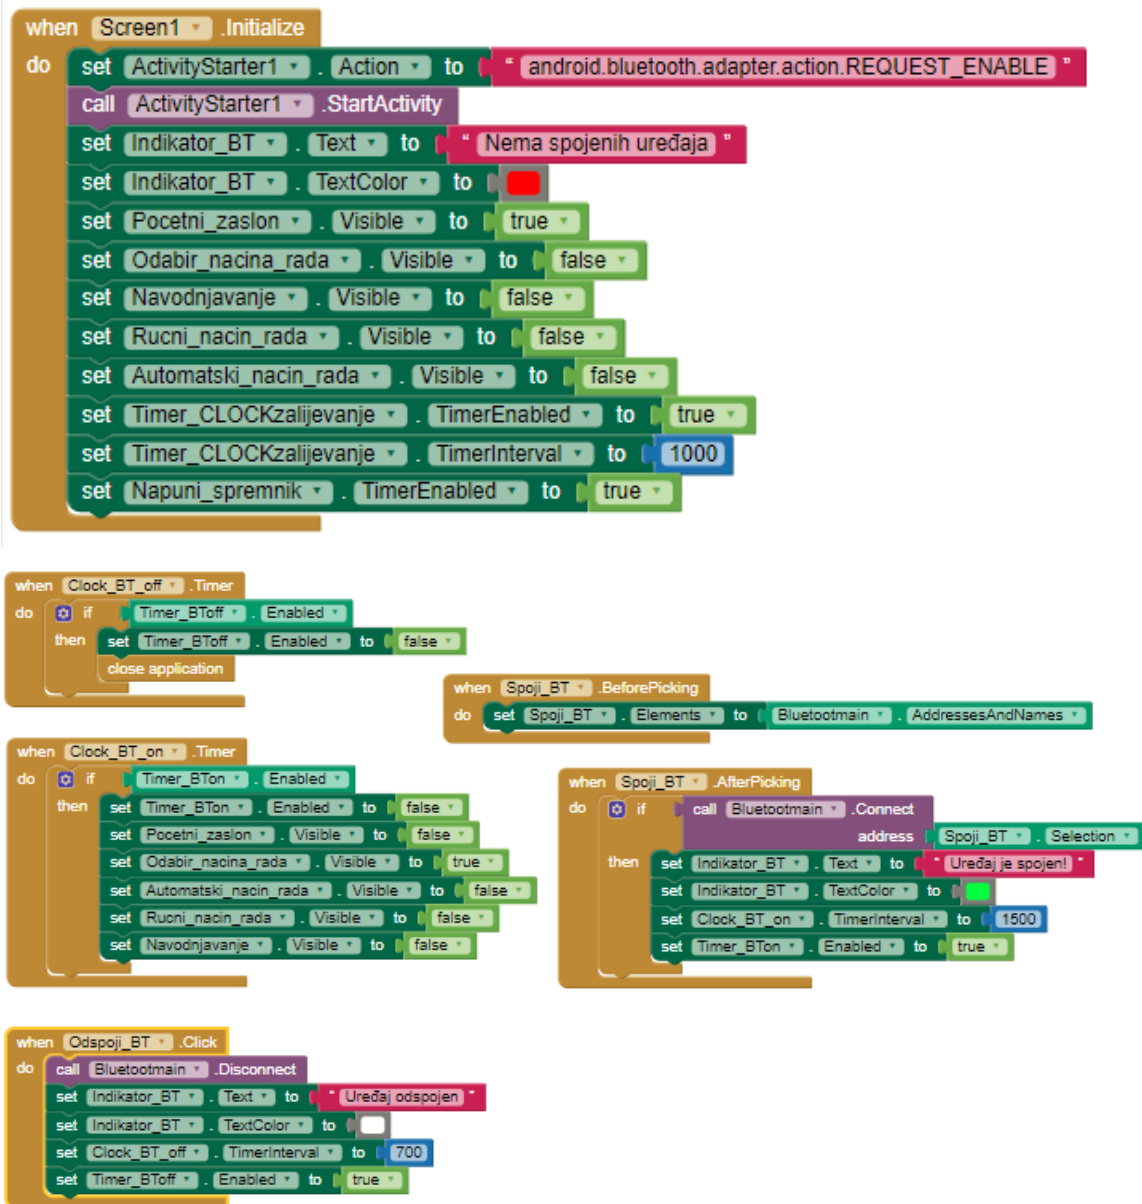 when Screen1 .Initialize
do set ActivityStarter1 . Action to " android.bluetooth.adapter.action.REQUEST_ENABLE "
call ActivityStarter1 .StartActivity
set Indikator_BT . Text to " Nema spojenih uređaja "
set Indikator_BT . TextColor to
set Pocetni_zaslon . Visible to true
set Odabir_nacina_rada . Visible to false
set Navodnjavanje . Visible to false
set Rucni_nacin_rada . Visible to false
set Automatski_nacin_rada . Visible to false
set Timer_CLOCKzalijevanje . TimerEnabled to true
set Timer_CLOCKzalijevanje . TimerInterval to 1000
set Napuni_spremnik . TimerEnabled to true
when Clock_BT_off .Timer
do if Timer_BToff . Enabled
then set Timer_BToff . Enabled to false
close application
when Spoji_BT .BeforePicking
do set Spoji_BT . Elements to Bluetootmain . AddressesAndNames
when Clock_BT_on .Timer
do if Timer_BTon . Enabled
then set Timer_BTon . Enabled to false
set Pocetni_zaslon . Visible to false
set Odabir_nacina_rada . Visible to true
set Automatski_nacin_rada . Visible to false
set Rucni_nacin_rada . Visible to false
set Navodnjavanje . Visible to false
when Spoji_BT .AfterPicking
do if call Bluetootmain .Connect
address Spoji_BT . Selection
then set Indikator_BT . Text to " Uređaj je spojen! "
set Indikator_BT . TextColor to
set Clock_BT_on . TimerInterval to 1500
set Timer_BTon . Enabled to true
when Odspoji_BT .Click
do call Bluetootmain .Disconnect
set Indikator_BT . Text to " Uređaj odspojen "
set Indikator_BT . TextColor to
set Clock_BT_off . TimerInterval to 700
set Timer_BToff . Enabled to true